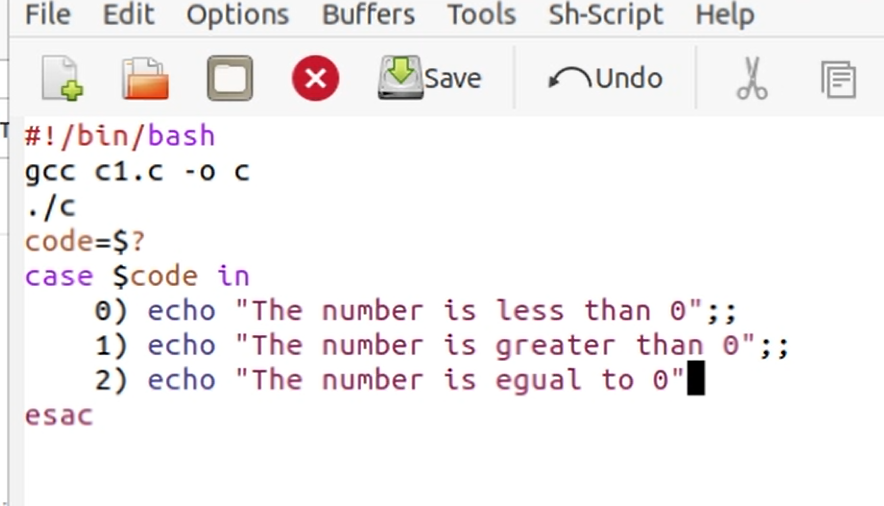 File Edit Options Buffers Tools Sh-Script Help
Save Undo
#!/bin/bash
gcc c1.c -o c
./c
code=$?
case $code in
    0) echo "The number is less than 0";;
    1) echo "The number is greater than 0";;
    2) echo "The number is egual to 0"
esac